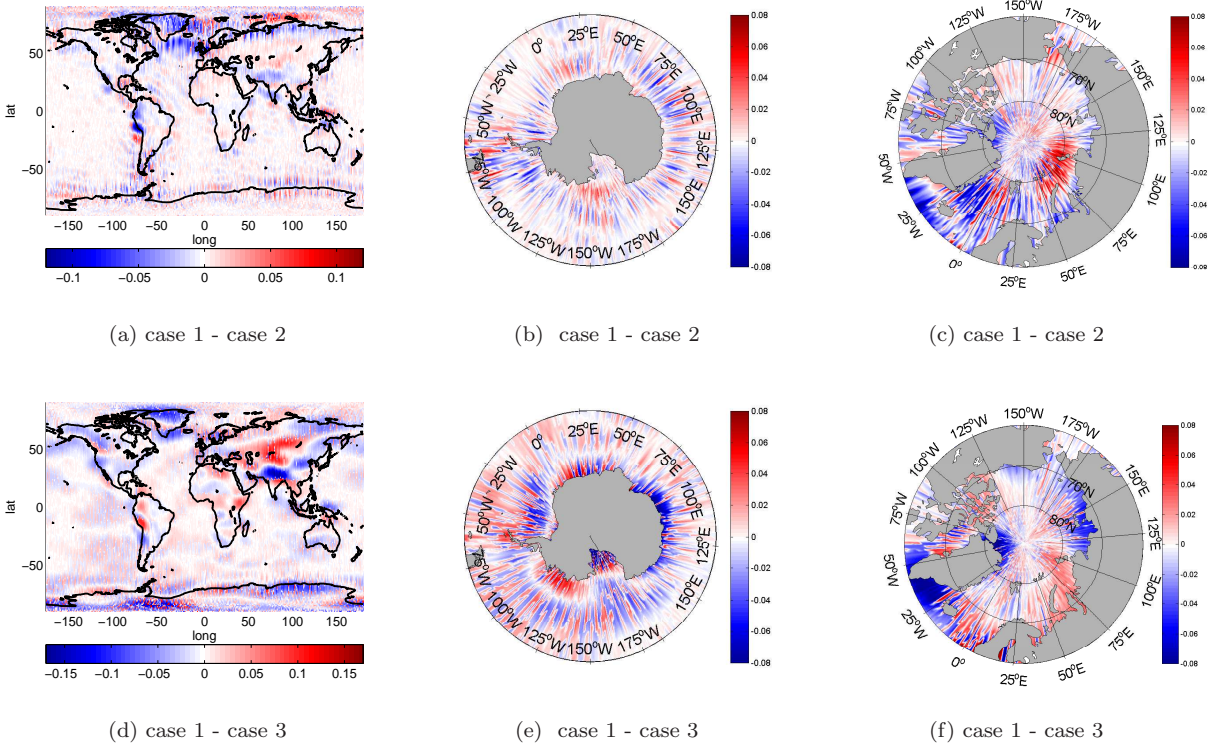 50
0
−50
lat
−150 −100 −50 0 50 100 150
long
−0.1 −0.05 0 0.05 0.1
(a) case 1 - case 2
0°
25°E
50°E
75°E
100°E
125°E
150°E
175°W
150°W
125°W
100°W
75°W
50°W
25°W
0.08
0.06
0.04
0.02
0
−0.02
−0.04
−0.06
−0.08
(b) case 1 - case 2
150°W
175°W
150°E
125°E
100°E
75°E
50°E
25°E
0°
25°W
50°W
75°W
100°W
125°W
70°N
80°N
0.08
0.06
0.04
0.02
0
−0.02
−0.04
−0.06
−0.08
(c) case 1 - case 2
50
0
−50
lat
−150 −100 −50 0 50 100 150
long
−0.15 −0.1 −0.05 0 0.05 0.1 0.15
(d) case 1 - case 3
0°
25°E
50°E
75°E
100°E
125°E
150°E
175°W
150°W
125°W
100°W
75°W
50°W
25°W
0.08
0.06
0.04
0.02
0
−0.02
−0.04
−0.06
−0.08
(e) case 1 - case 3
150°W
175°W
150°E
125°E
100°E
75°E
50°E
25°E
0°
25°W
50°W
75°W
100°W
125°W
70°N
80°N
0.08
0.06
0.04
0.02
0
−0.02
−0.04
−0.06
−0.08
(f) case 1 - case 3